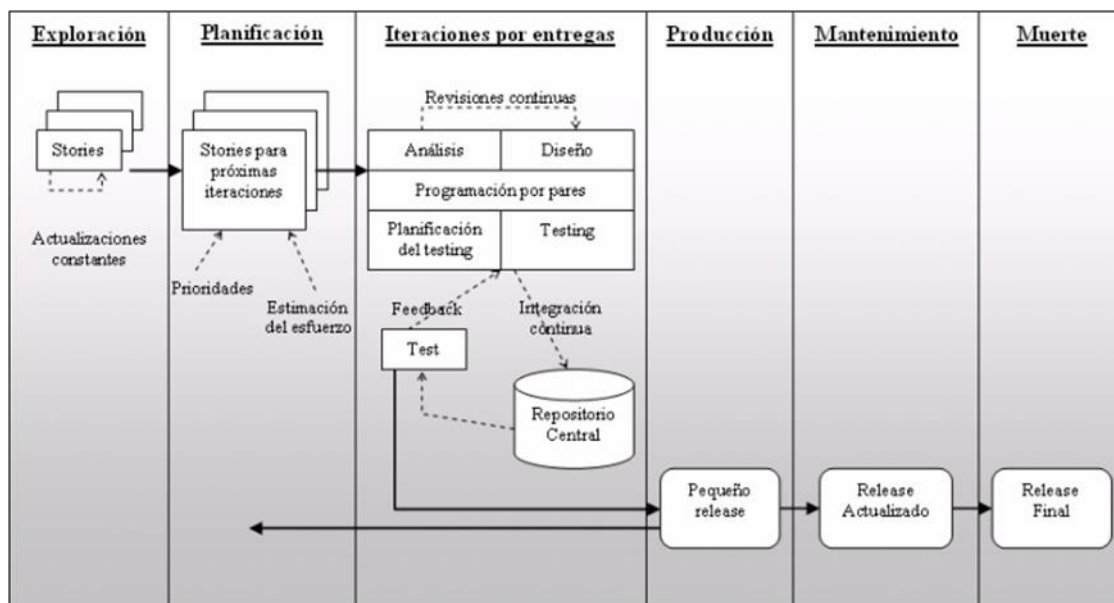 Exploración
Planificación
Iteraciones por entregas
Producción
Mantenimiento
Muerte
Stories
Actualizaciones
constantes
Stories para
próximas
iteraciones
Prioridades
Estimación
del esfuerzo
Revisiones continuas
Análisis
Diseño
Programación por pares
Planificación
del testing
Testing
Feedback
Integración
continua
Test
Repositorio
Central
Pequeño
release
Release
Actualizado
Release
Final